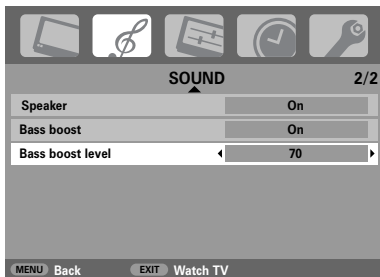 SOUND 2/2
Speaker On
Bass boost On
Bass boost level 70
MENU Back EXIT Watch TV